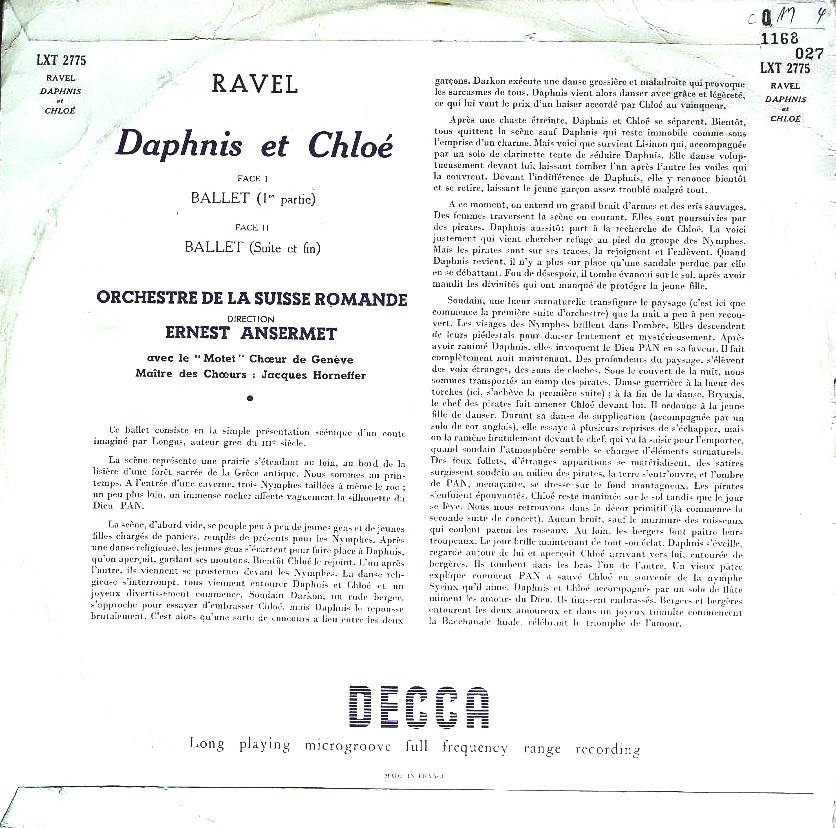 C Q M 4
1168
027
LXT 2775
RAVEL
DAPHNIS
et
CHLOÉ
LXT 2775
RAVEL
DAPHNIS
et
CHLOÉ
RAVEL
Daphnis et Chloé
FACE I
BALLET (1re partie)
FACE II
BALLET (Suite et fin)
ORCHESTRE DE LA SUISSE ROMANDE
DIRECTION
ERNEST ANSERMET
avec le "Motet" Chœur de Genève
Maître des Chœurs : Jacques Horneffer
Ce ballet consiste en la simple présentation scénique d'un conte
imaginé par Longus, auteur grec du IIIe siècle.
La scène représente une prairie s'étendant au loin, au bord de la
lisière d'une forêt sacrée de la Grèce antique. Nous sommes au prin-
temps. A l'entrée d'une caverne, trois Nymphes taillées à même le roc ;
un peu plus loin, un immense rocher affecte vaguement la silhouette du
Dieu PAN.
La scène, d'abord vide, se peuple peu à peu de jeunes gens et de jeunes
filles chargés de paniers, remplis de présents pour les Nymphes. Après
une danse religieuse, les jeunes gens s'écartent pour faire place à Daphnis,
qu'on aperçoit, gardant ses moutons. Bientôt Chloé le rejoint. L'un après
l'autre, ils viennent se prosterner devant les Nymphes. La danse reli-
gieuse s'interrompt, tous viennent entourer Daphnis et Chloé et un
joyeux divertissement commence. Soudain Darkon, un rude berger,
s'approche pour essayer d'embrasser Chloé, mais Daphnis le repousse
brutalement. C'est alors qu'une sorte de concours a lieu entre les deux
garçons. Darkon exécute une danse grossière et maladroite qui provoque
les sarcasmes de tous. Daphnis vient alors danser avec grâce et légèreté,
ce qui lui vaut le prix d'un baiser accordé par Chloé au vainqueur.
Après une chaste étreinte, Daphnis et Chloé se séparent. Bientôt,
tous quittent la scène sauf Daphnis qui reste immobile comme sous
l'emprise d'un charme. Mais voici que survient Lisinon qui, accompagnée
par un solo de clarinette tente de séduire Daphnis. Elle danse volup-
tueusement devant lui, laissant tomber l'un après l'autre les voiles qui
la couvrent. Devant l'indifférence de Daphnis, elle y renonce bientôt
et se retire, laissant le jeune garçon assez troublé malgré tout.
A ce moment, on entend un grand bruit d'armes et des cris sauvages.
Des femmes traversent la scène en courant. Elles sont poursuivies par
des pirates. Daphnis aussitôt part à la recherche de Chloé. La voici
justement qui vient chercher refuge au pied du groupe des Nymphes.
Mais les pirates sont sur ses traces, la rejoignent et l'enlèvent. Quand
Daphnis revient, il n'y a plus sur place qu'une sandale perdue par elle
en se débattant. Fou de désespoir, il tombe évanoui sur le sol, après avoir
maudit les divinités qui ont manqué de protéger la jeune fille.
Soudain, une lueur surnaturelle transfigure le paysage (c'est ici que
commence la première suite d'orchestre) que la nuit a peu à peu recou-
vert. Les visages des Nymphes brillent dans l'ombre. Elles descendent
de leurs piédestals pour danser lentement et mystérieusement. Après
avoir ranimé Daphnis, elles invoquent le Dieu PAN en sa faveur. Il fait
complètement nuit maintenant. Des profondeurs du paysage, s'élèvent
des voix étranges, des sons de cloches. Sous le couvert de la nuit, nous
sommes transportés au camp des pirates. Danse guerrière à la lueur des
torches (ici, s'achève la première suite) ; à la fin de la danse, Bryaxis,
le chef des pirates fait amener Chloé devant lui. Il ordonne à la jeune
fille de danser. Durant sa danse de supplication (accompagnée par un
solo de cor anglais), elle essaye à plusieurs reprises de s'échapper, mais
on la ramène brutalement devant le chef, qui va la saisir pour l'emporter,
quand soudain l'atmosphère semble se charger d'éléments surnaturels.
Des feux follets, d'étranges apparitions se matérialisent, des satires
surgissent soudain au milieu des pirates, la terre s'entr'ouvre, et l'ombre
de PAN, menaçante, se dresse sur le fond montagneux. Les pirates
s'enfuient épouvantés. Chloé reste inanimée sur le sol tandis que le jour
se lève. Nous nous retrouvons dans le décor primitif (là commence la
seconde suite de concert). Aucun bruit, sauf le murmure des ruisseaux
qui coulent parmi les roseaux. Au loin, les bergers font paître leurs
troupeaux. Le jour brille maintenant de tout son éclat. Daphnis s'éveille,
regarde autour de lui et aperçoit Chloé arrivant vers lui, entourée de
bergères. Ils tombent dans les bras l'un de l'autre. Un vieux pâtre
explique comment PAN a sauvé Chloé en souvenir de la nymphe
Syrinx qu'il aime. Daphnis et Chloé accompagnés par un solo de flûte
miment les amours du Dieu. Ils finissent embrassés. Bergers et bergères
entourent les deux amoureux et dans un joyeux tumulte commencent
la Bacchanale finale, célébrant le triomphe de l'amour.
DECCA
Long playing microgroove full frequency range recording
MADE IN FRANCE